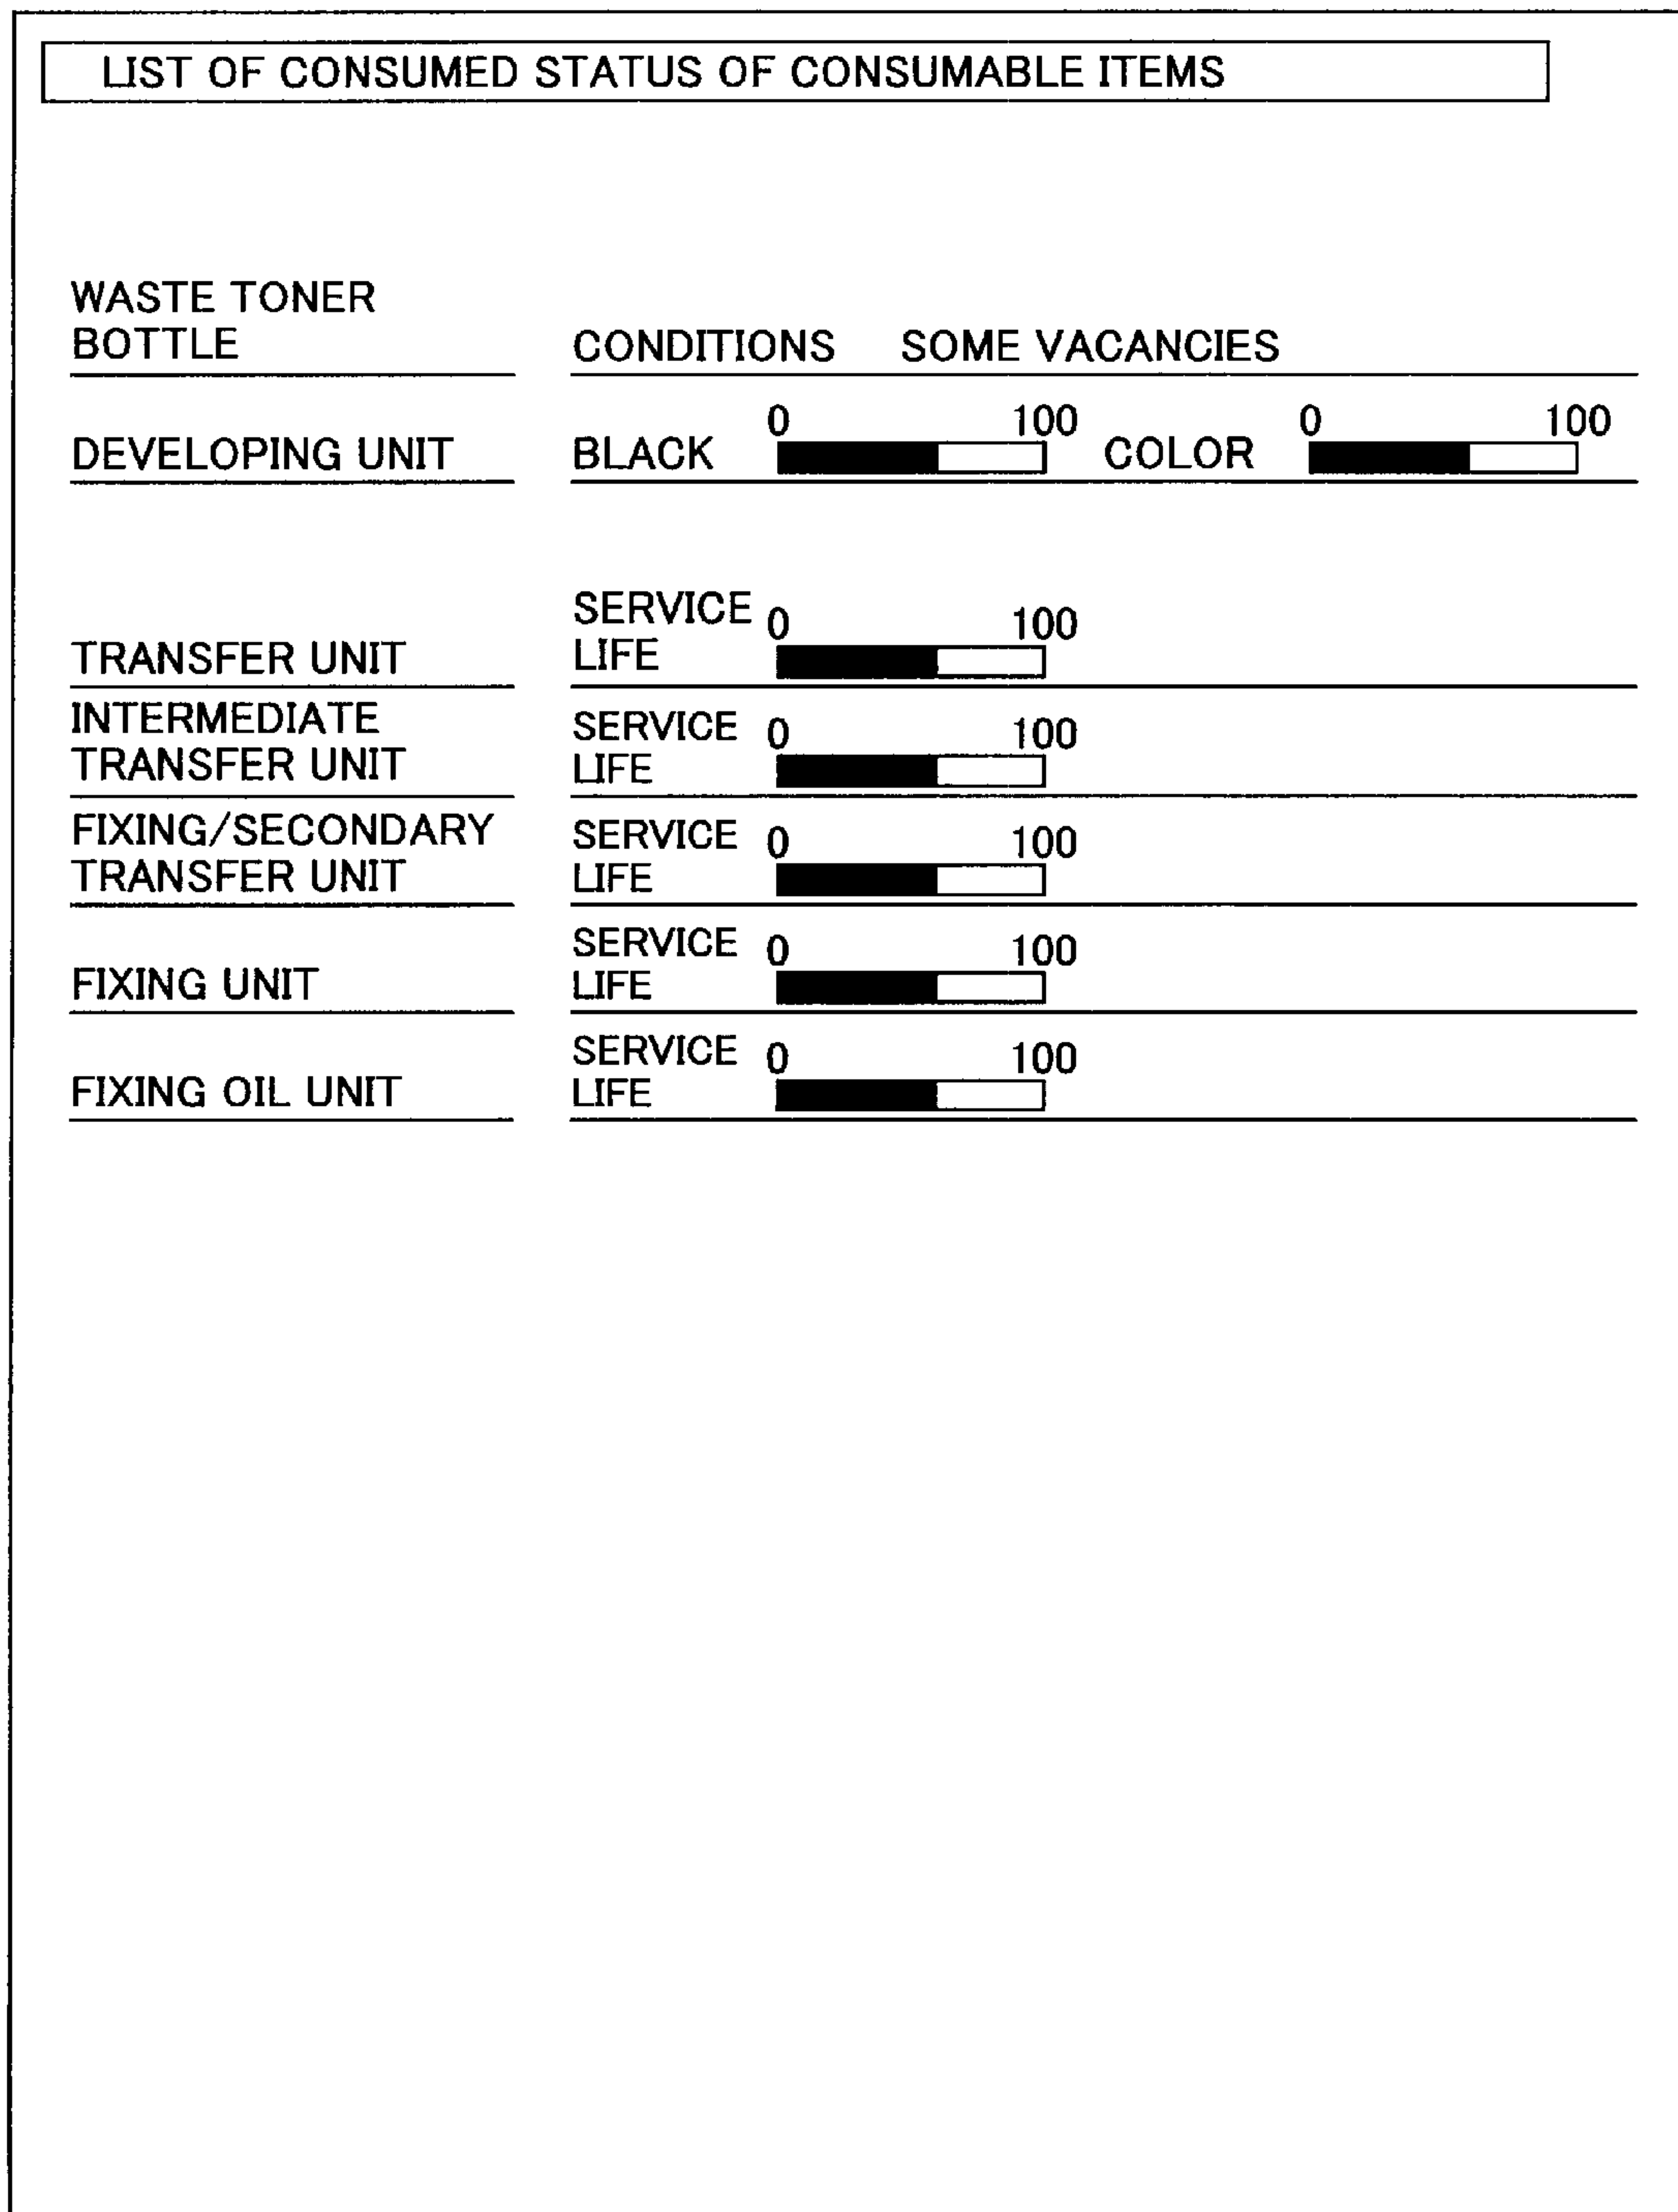 LIST OF CONSUMED STATUS OF CONSUMABLE ITEMS
WASTE TONER
BOTTLE
CONDITIONS SOME VACANCIES
DEVELOPING UNIT BLACK 0 100 COLOR 0 100
TRANSFER UNIT
SERVICE
LIFE
0 100
INTERMEDIATE
TRANSFER UNIT
SERVICE
LIFE
0 100
FIXING/SECONDARY
TRANSFER UNIT
SERVICE
LIFE
0 100
FIXING UNIT
SERVICE
LIFE
0 100
FIXING OIL UNIT
SERVICE
LIFE
0 100